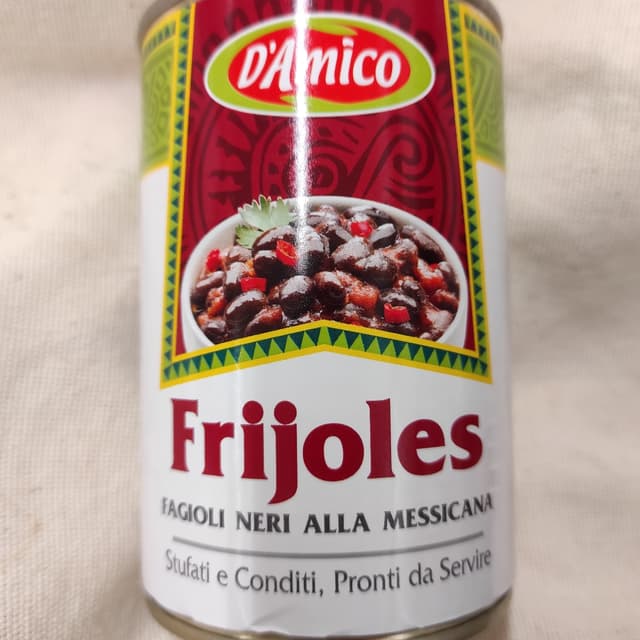 D'Amico
Frijoles
FAGIOLI NERI ALLA MESSICANA
Stufati e Conditi, Pronti da Servire